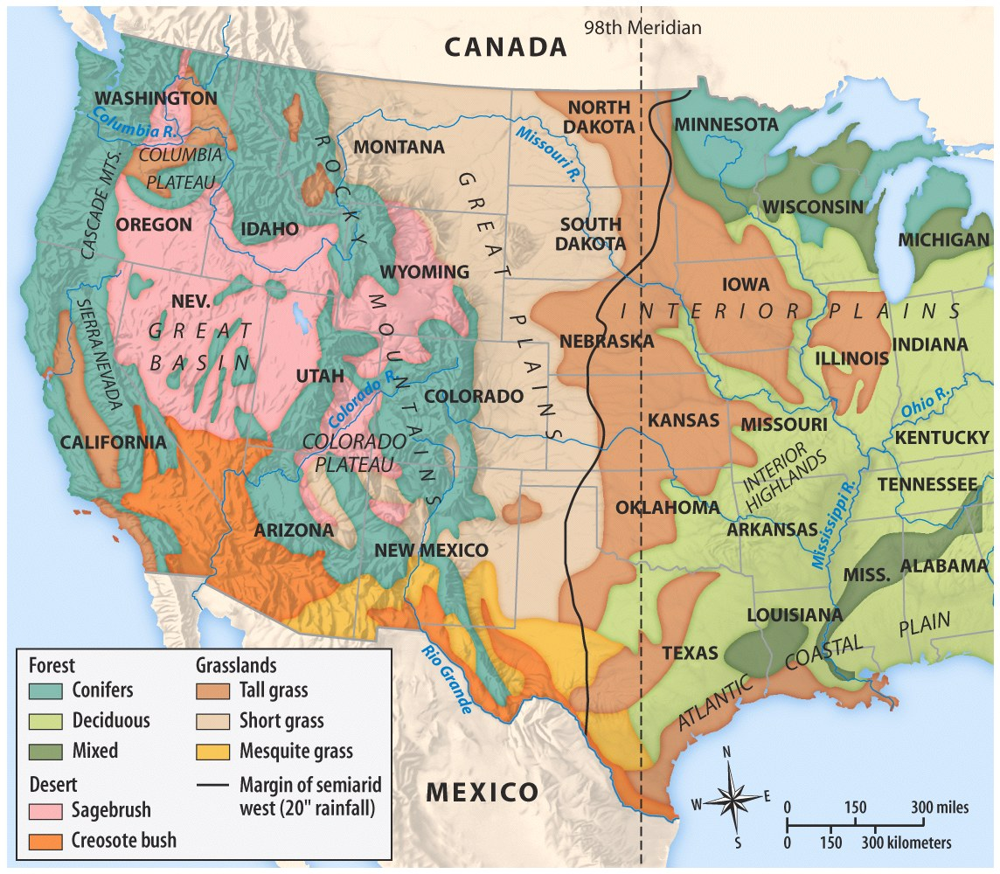 98th Meridian
CANADA
WASHINGTON
NORTH
DAKOTA
MINNESOTA
Columbia R.
MONTANA
Missouri R.
ROCKY
COLUMBIA
PLATEAU
CASCADE MTS.
GREAT
WISCONSIN
OREGON
IDAHO
SOUTH
DAKOTA
MICHIGAN
WYOMING
IOWA
NEV.
SIERRA NEVADA
MOUNTAINS
INTERIOR PLAINS
GREAT
BASIN
PLAINS
NEBRASKA
INDIANA
ILLINOIS
UTAH
Colorado R.
COLORADO
Ohio R.
KANSAS
MISSOURI
CALIFORNIA
COLORADO
PLATEAU
KENTUCKY
INTERIOR
HIGHLANDS
TENNESSEE
OKLAHOMA
ARIZONA
ARKANSAS
Mississippi R.
NEW MEXICO
MISS.
ALABAMA
LOUISIANA
TEXAS
ATLANTIC COASTAL PLAIN
Rio Grande
MEXICO
Forest
Conifers
Deciduous
Mixed
Desert
Sagebrush
Creosote bush
Grasslands
Tall grass
Short grass
Mesquite grass
Margin of semiarid
west (20" rainfall)
N
W E
S
0 150 300 miles
0 150 300 kilometers